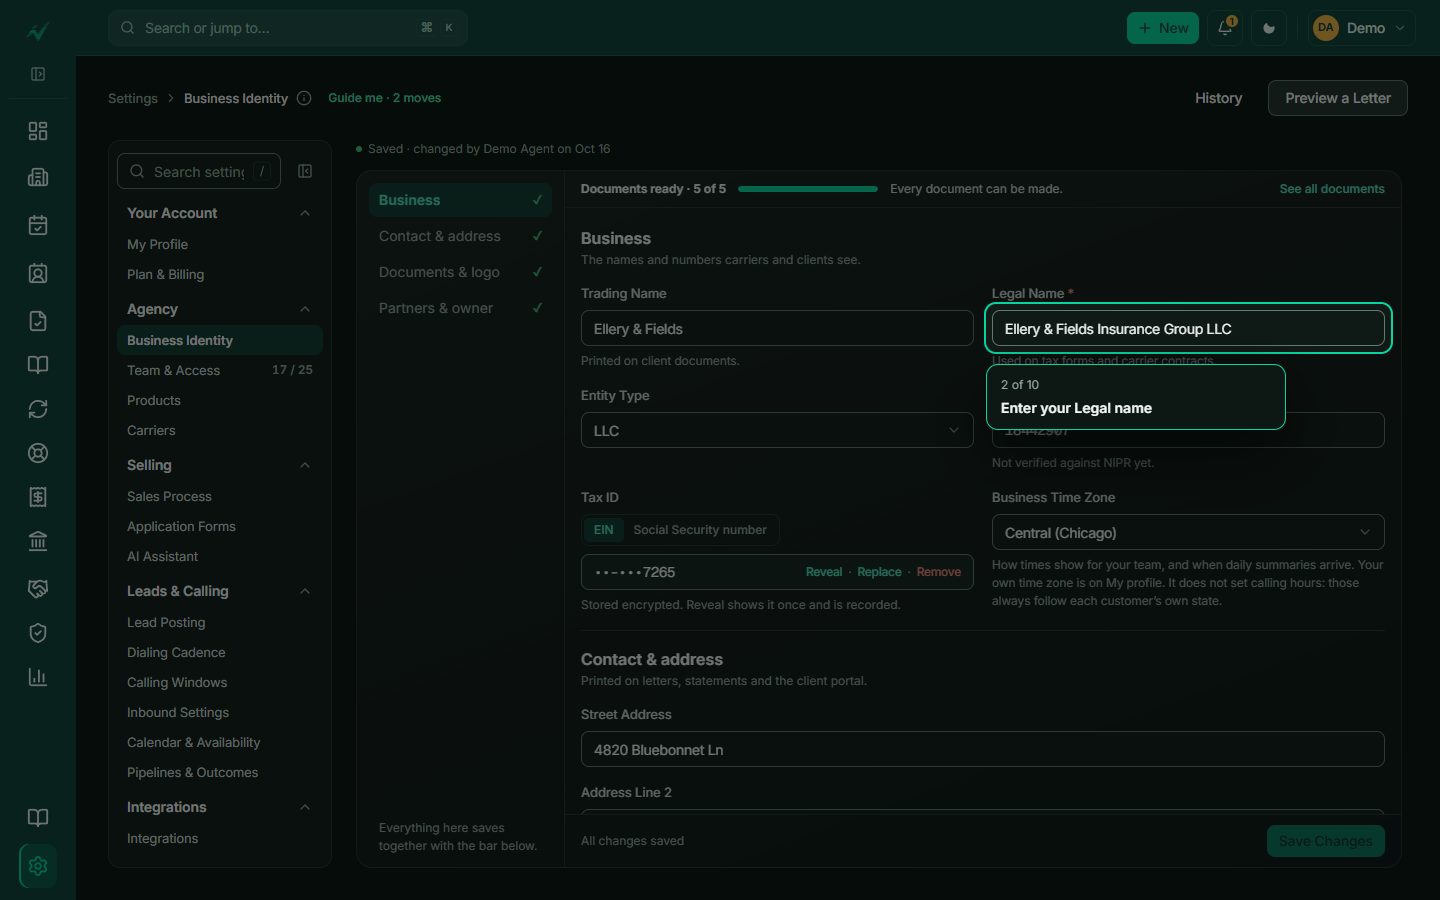 Search or jump to...
⌘ K
+ New
1
DA
Demo
Settings > Business Identity
Guide me · 2 moves
History
Preview a Letter
Search setting
/
Your Account
My Profile
Plan & Billing
Agency
Business Identity
Team & Access
17 / 25
Products
Carriers
Selling
Sales Process
Application Forms
AI Assistant
Leads & Calling
Lead Posting
Dialing Cadence
Calling Windows
Inbound Settings
Calendar & Availability
Pipelines & Outcomes
Integrations
Integrations
Saved · changed by Demo Agent on Oct 16
Business
Contact & address
Documents & logo
Partners & owner
Everything here saves
together with the bar below.
Documents ready · 5 of 5
Every document can be made.
See all documents
Business
The names and numbers carriers and clients see.
Trading Name
Ellery & Fields
Printed on client documents.
Legal Name *
Ellery & Fields Insurance Group LLC
Used on tax forms and carrier contracts.
2 of 10
Enter your Legal name
Entity Type
LLC
Not verified against NIPR yet.
Tax ID
EIN
Social Security number
••-•••7265
Reveal · Replace · Remove
Stored encrypted. Reveal shows it once and is recorded.
Business Time Zone
Central (Chicago)
How times show for your team, and when daily summaries arrive. Your
own time zone is on My profile. It does not set calling hours: those
always follow each customer's own state.
Contact & address
Printed on letters, statements and the client portal.
Street Address
4820 Bluebonnet Ln
Address Line 2
All changes saved
Save Changes